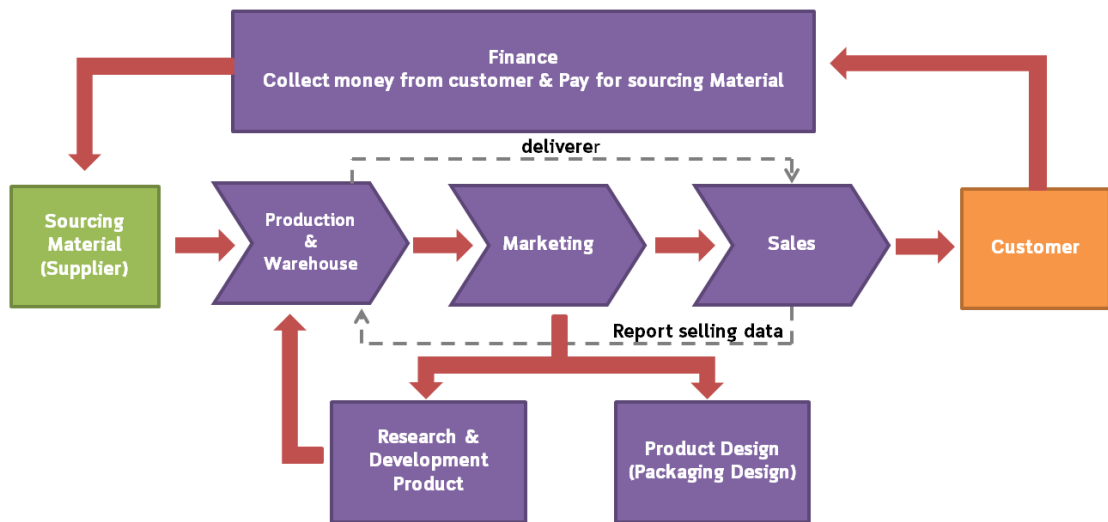 Finance
Collect money from customer & Pay for sourcing Material
deliverer
Sourcing
Material
(Supplier)
Production
&
Warehouse
Marketing
Sales
Customer
Report selling data
Research &
Development
Product
Product Design
(Packaging Design)